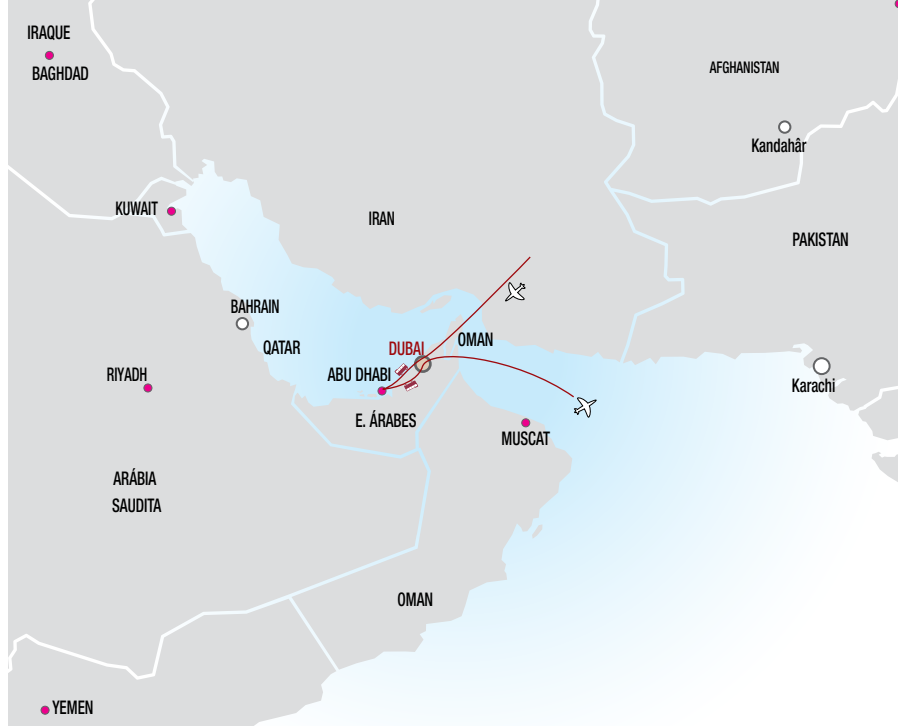 IRAQUE
BAGHDAD
AFGHANISTAN
Kandahâr
KUWAIT
IRAN
PAKISTAN
BAHRAIN
QATAR
DUBAI
OMAN
RIYADH
ABU DHABI
Karachi
E. ÁRABES
MUSCAT
ARÁBIA
SAUDITA
OMAN
YEMEN